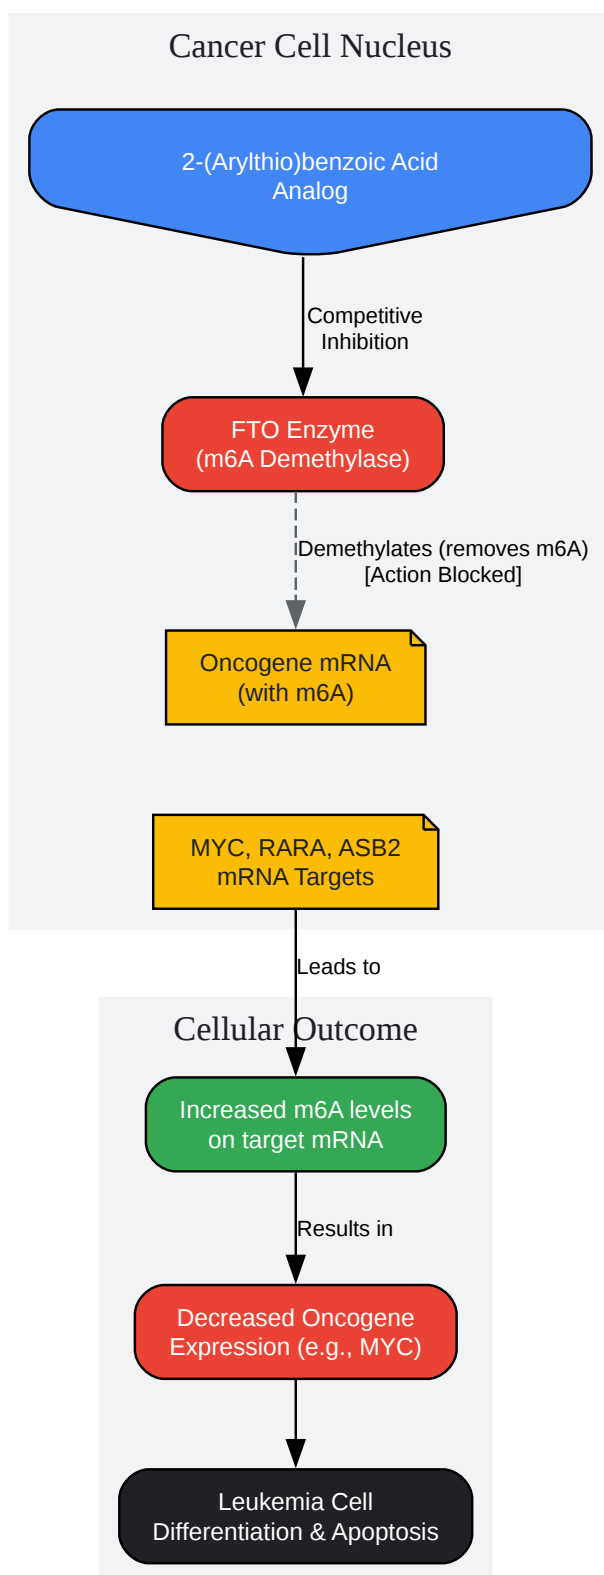 Cancer Cell Nucleus
2-(Arylthio)benzoic Acid
Analog
Competitive
Inhibition
FTO Enzyme
(m6A Demethylase)
Demethylates (removes m6A)
[Action Blocked]
Oncogene mRNA
(with m6A)
MYC, RARA, ASB2
mRNA Targets
Leads to
Cellular Outcome
Increased m6A levels
on target mRNA
Results in
Decreased Oncogene
Expression (e.g., MYC)
Leukemia Cell
Differentiation & Apoptosis